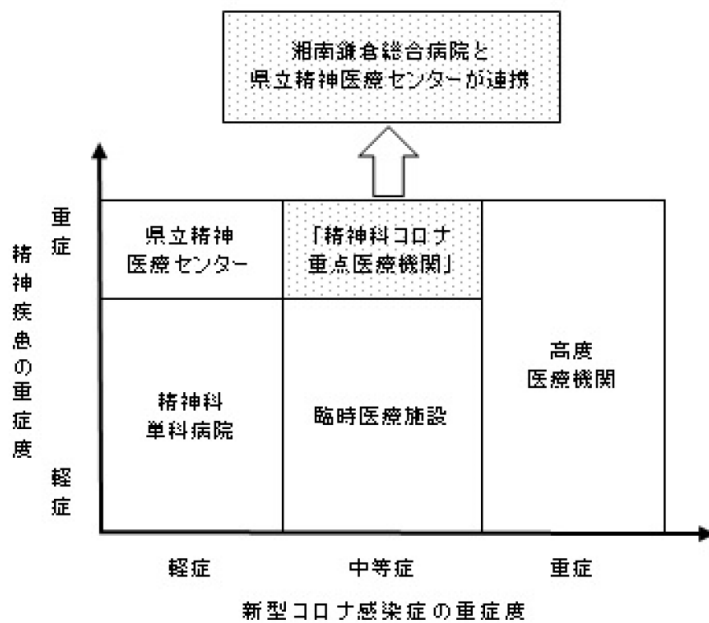 湘南鎌倉総合病院と
県立精神医療センターが連携
重症
県立精神
医療センター
「精神科コロナ
重点医療機関」
精神疾患の重症度
高度
医療機関
精神科
単科病院
臨時医療施設
軽症
軽症
中等症
重症
新型コロナ感染症の重症度